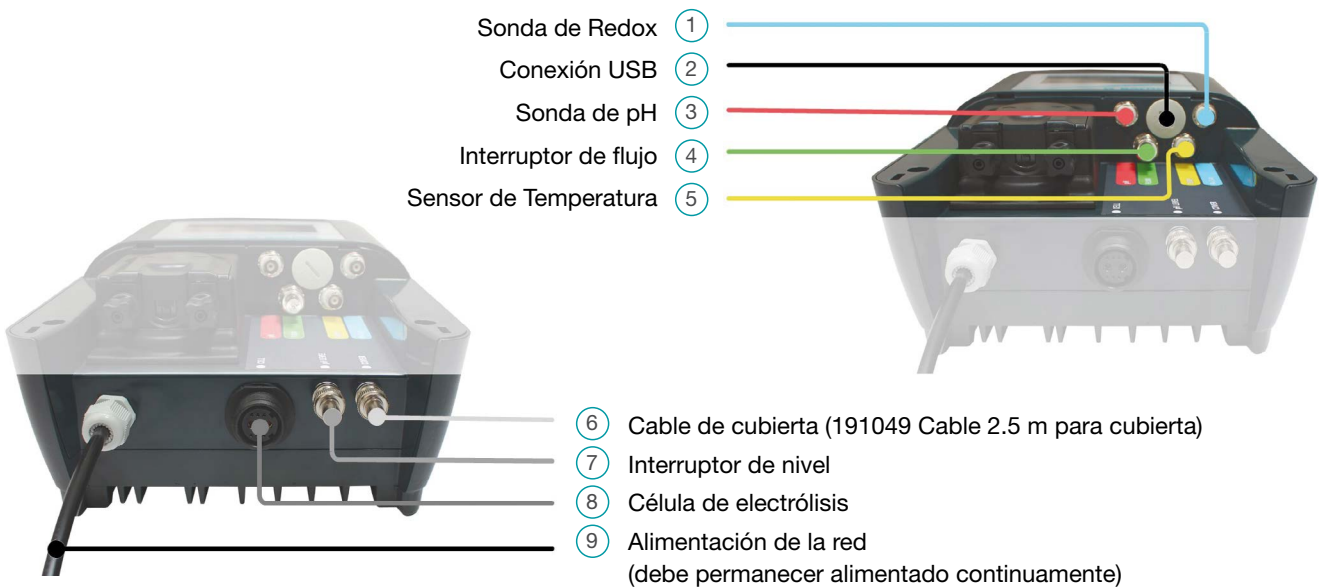 Sonda de Redox 1
Conexión USB 2
Sonda de pH 3
Interruptor de flujo 4
Sensor de Temperatura 5
6 Cable de cubierta (191049 Cable 2.5 m para cubierta)
7 Interruptor de nivel
8 Célula de electrólisis
9 Alimentación de la red
(debe permanecer alimentado continuamente)